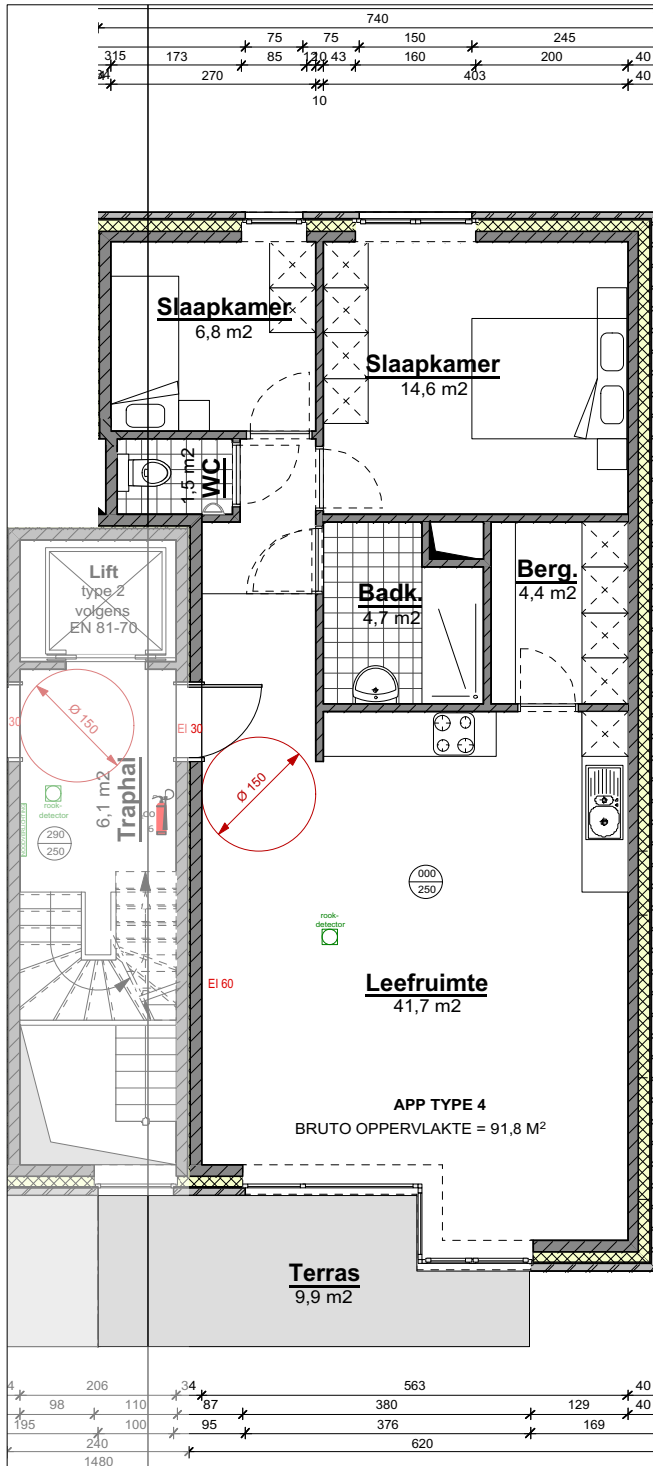 740
75 75 150 245
315 173 85 12 10 43 160 200 40
34 270 403 40
10
Slaapkamer
6,8 m2
Slaapkamer
14,6 m2
WC
1,5 m2
Lift
type 2
volgens
EN 81-70
Badk.
4,7 m2
Berg.
4,4 m2
Ø 150
30
EI 30
Ø 150
Traphal
6,1 m2
rook-
detector
290
250
000
250
rook-
detector
EI 60
Leefruimte
41,7 m2
APP TYPE 4
BRUTO OPPERVLAKTE = 91,8 M²
Terras
9,9 m2
4 206 34 563 40
98 110 87 380 129 40
195 100 95 376 169
240 620
1480